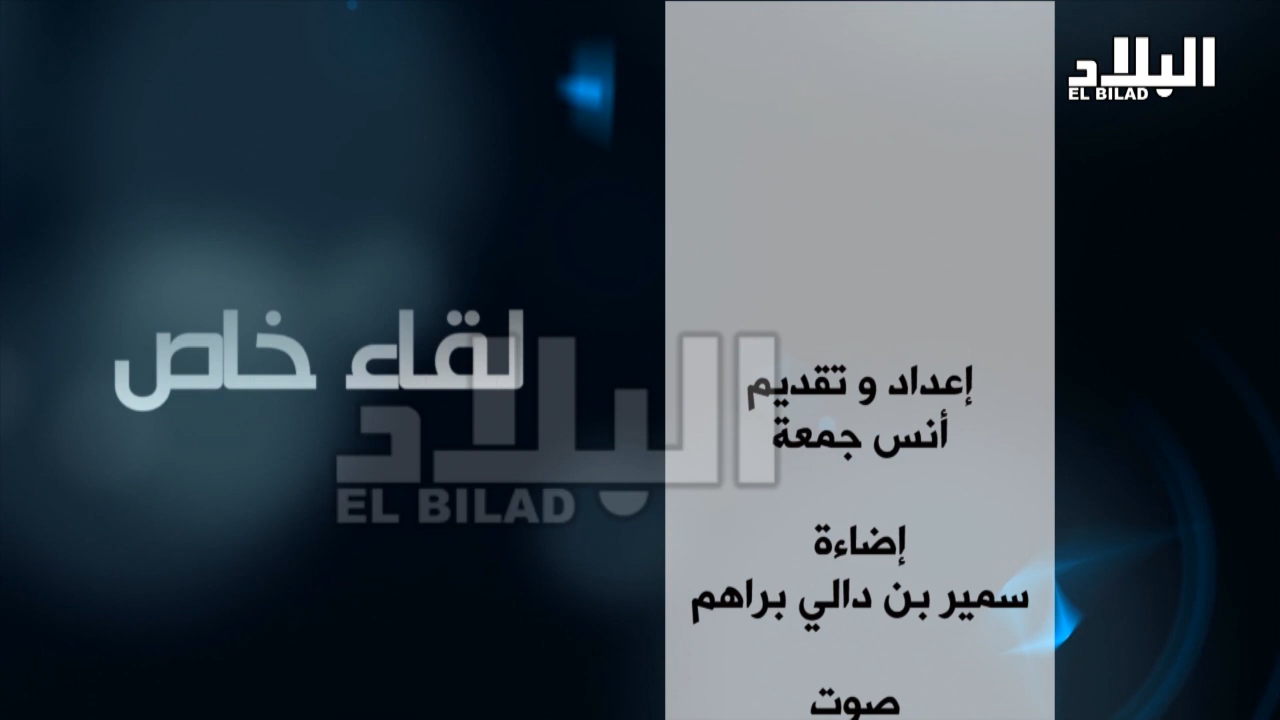 البلاد
EL BILAD
لقاء خاص
البلاد
EL BILAD
إعداد و تقديم
أنس جمعة
إضاءة
سمير بن دالي براهم
صوت